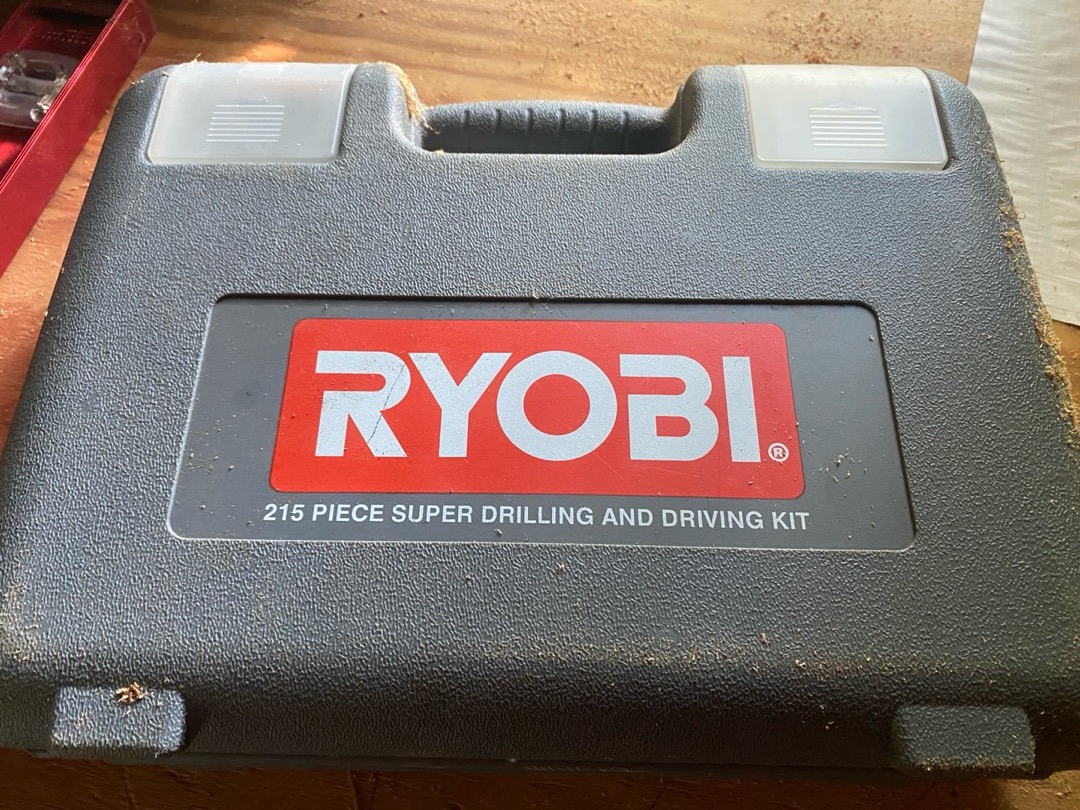 RYOBI®
215 PIECE SUPER DRILLING AND DRIVING KIT